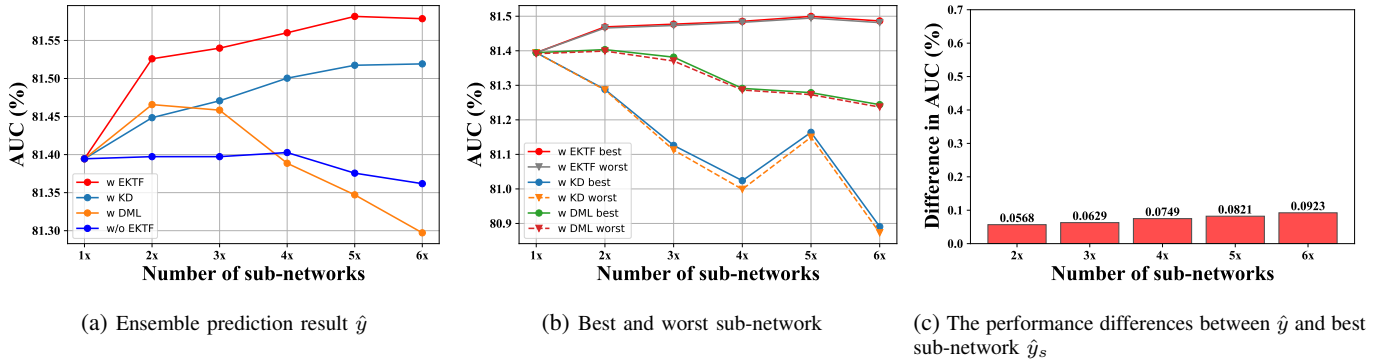 AUC (%)
81.55
81.50
81.45
81.40
81.35
81.30
w EKTF
w KD
w DML
w/o EKTF
1x 2x 3x 4x 5x 6x
Number of sub-networks
(a) Ensemble prediction result ŷ
AUC (%)
81.5
81.4
81.3
81.2
81.1
81.0
80.9
w EKTF best
w EKTF worst
w KD best
w KD worst
w DML best
w DML worst
1x 2x 3x 4x 5x 6x
Number of sub-networks
(b) Best and worst sub-network
Difference in AUC (%)
0.7
0.6
0.5
0.4
0.3
0.2
0.1
0.0
0.0568 0.0629 0.0749 0.0821 0.0923
2x 3x 4x 5x 6x
Number of sub-networks
(c) The performance differences between ŷ and best
sub-network ŷₛ